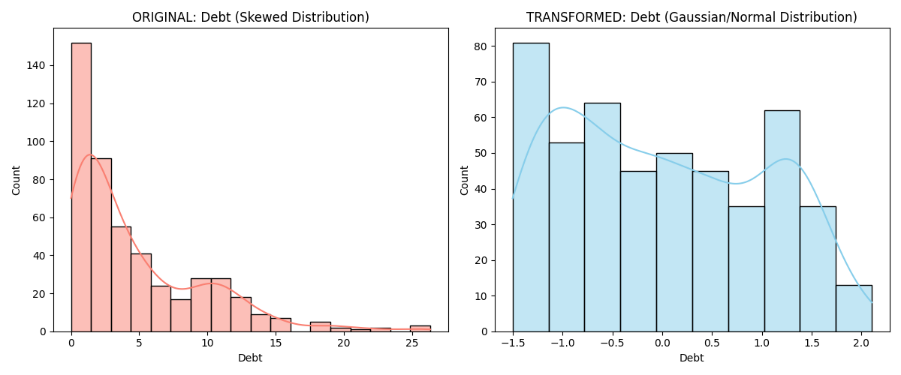 ORIGINAL: Debt (Skewed Distribution)
140
120
100
80
60
40
20
0
Count
0 5 10 15 20 25
Debt
TRANSFORMED: Debt (Gaussian/Normal Distribution)
80
70
60
50
40
30
20
10
0
Count
−1.5 −1.0 −0.5 0.0 0.5 1.0 1.5 2.0
Debt